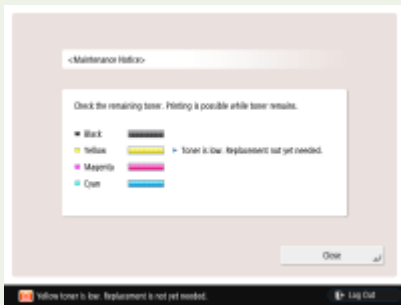 <Maintenance Notice>
Check the remaining toner. Printing is possible while toner remains.
Black
Yellow ► Toner is low. Replacement not yet needed.
Magenta
Cyan
Close
Yellow toner is low. Replacement is not yet needed.
Log Out